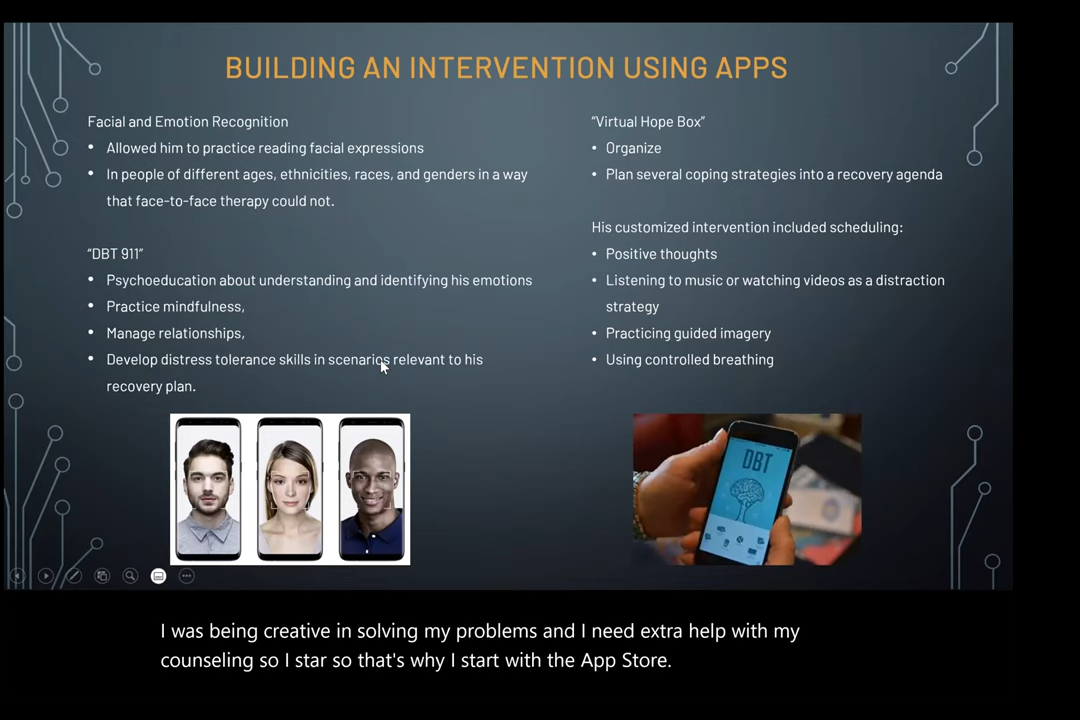 BUILDING AN INTERVENTION USING APPS
Facial and Emotion Recognition
• Allowed him to practice reading facial expressions
• In people of different ages, ethnicities, races, and genders in a way
that face-to-face therapy could not.
"DBT 911"
• Psychoeducation about understanding and identifying his emotions
• Practice mindfulness,
• Manage relationships,
• Develop distress tolerance skills in scenarios relevant to his
recovery plan.
"Virtual Hope Box"
• Organize
• Plan several coping strategies into a recovery agenda
His customized intervention included scheduling:
• Positive thoughts
• Listening to music or watching videos as a distraction
strategy
• Practicing guided imagery
• Using controlled breathing
DBT
I was being creative in solving my problems and I need extra help with my
counseling so I star so that's why I start with the App Store.